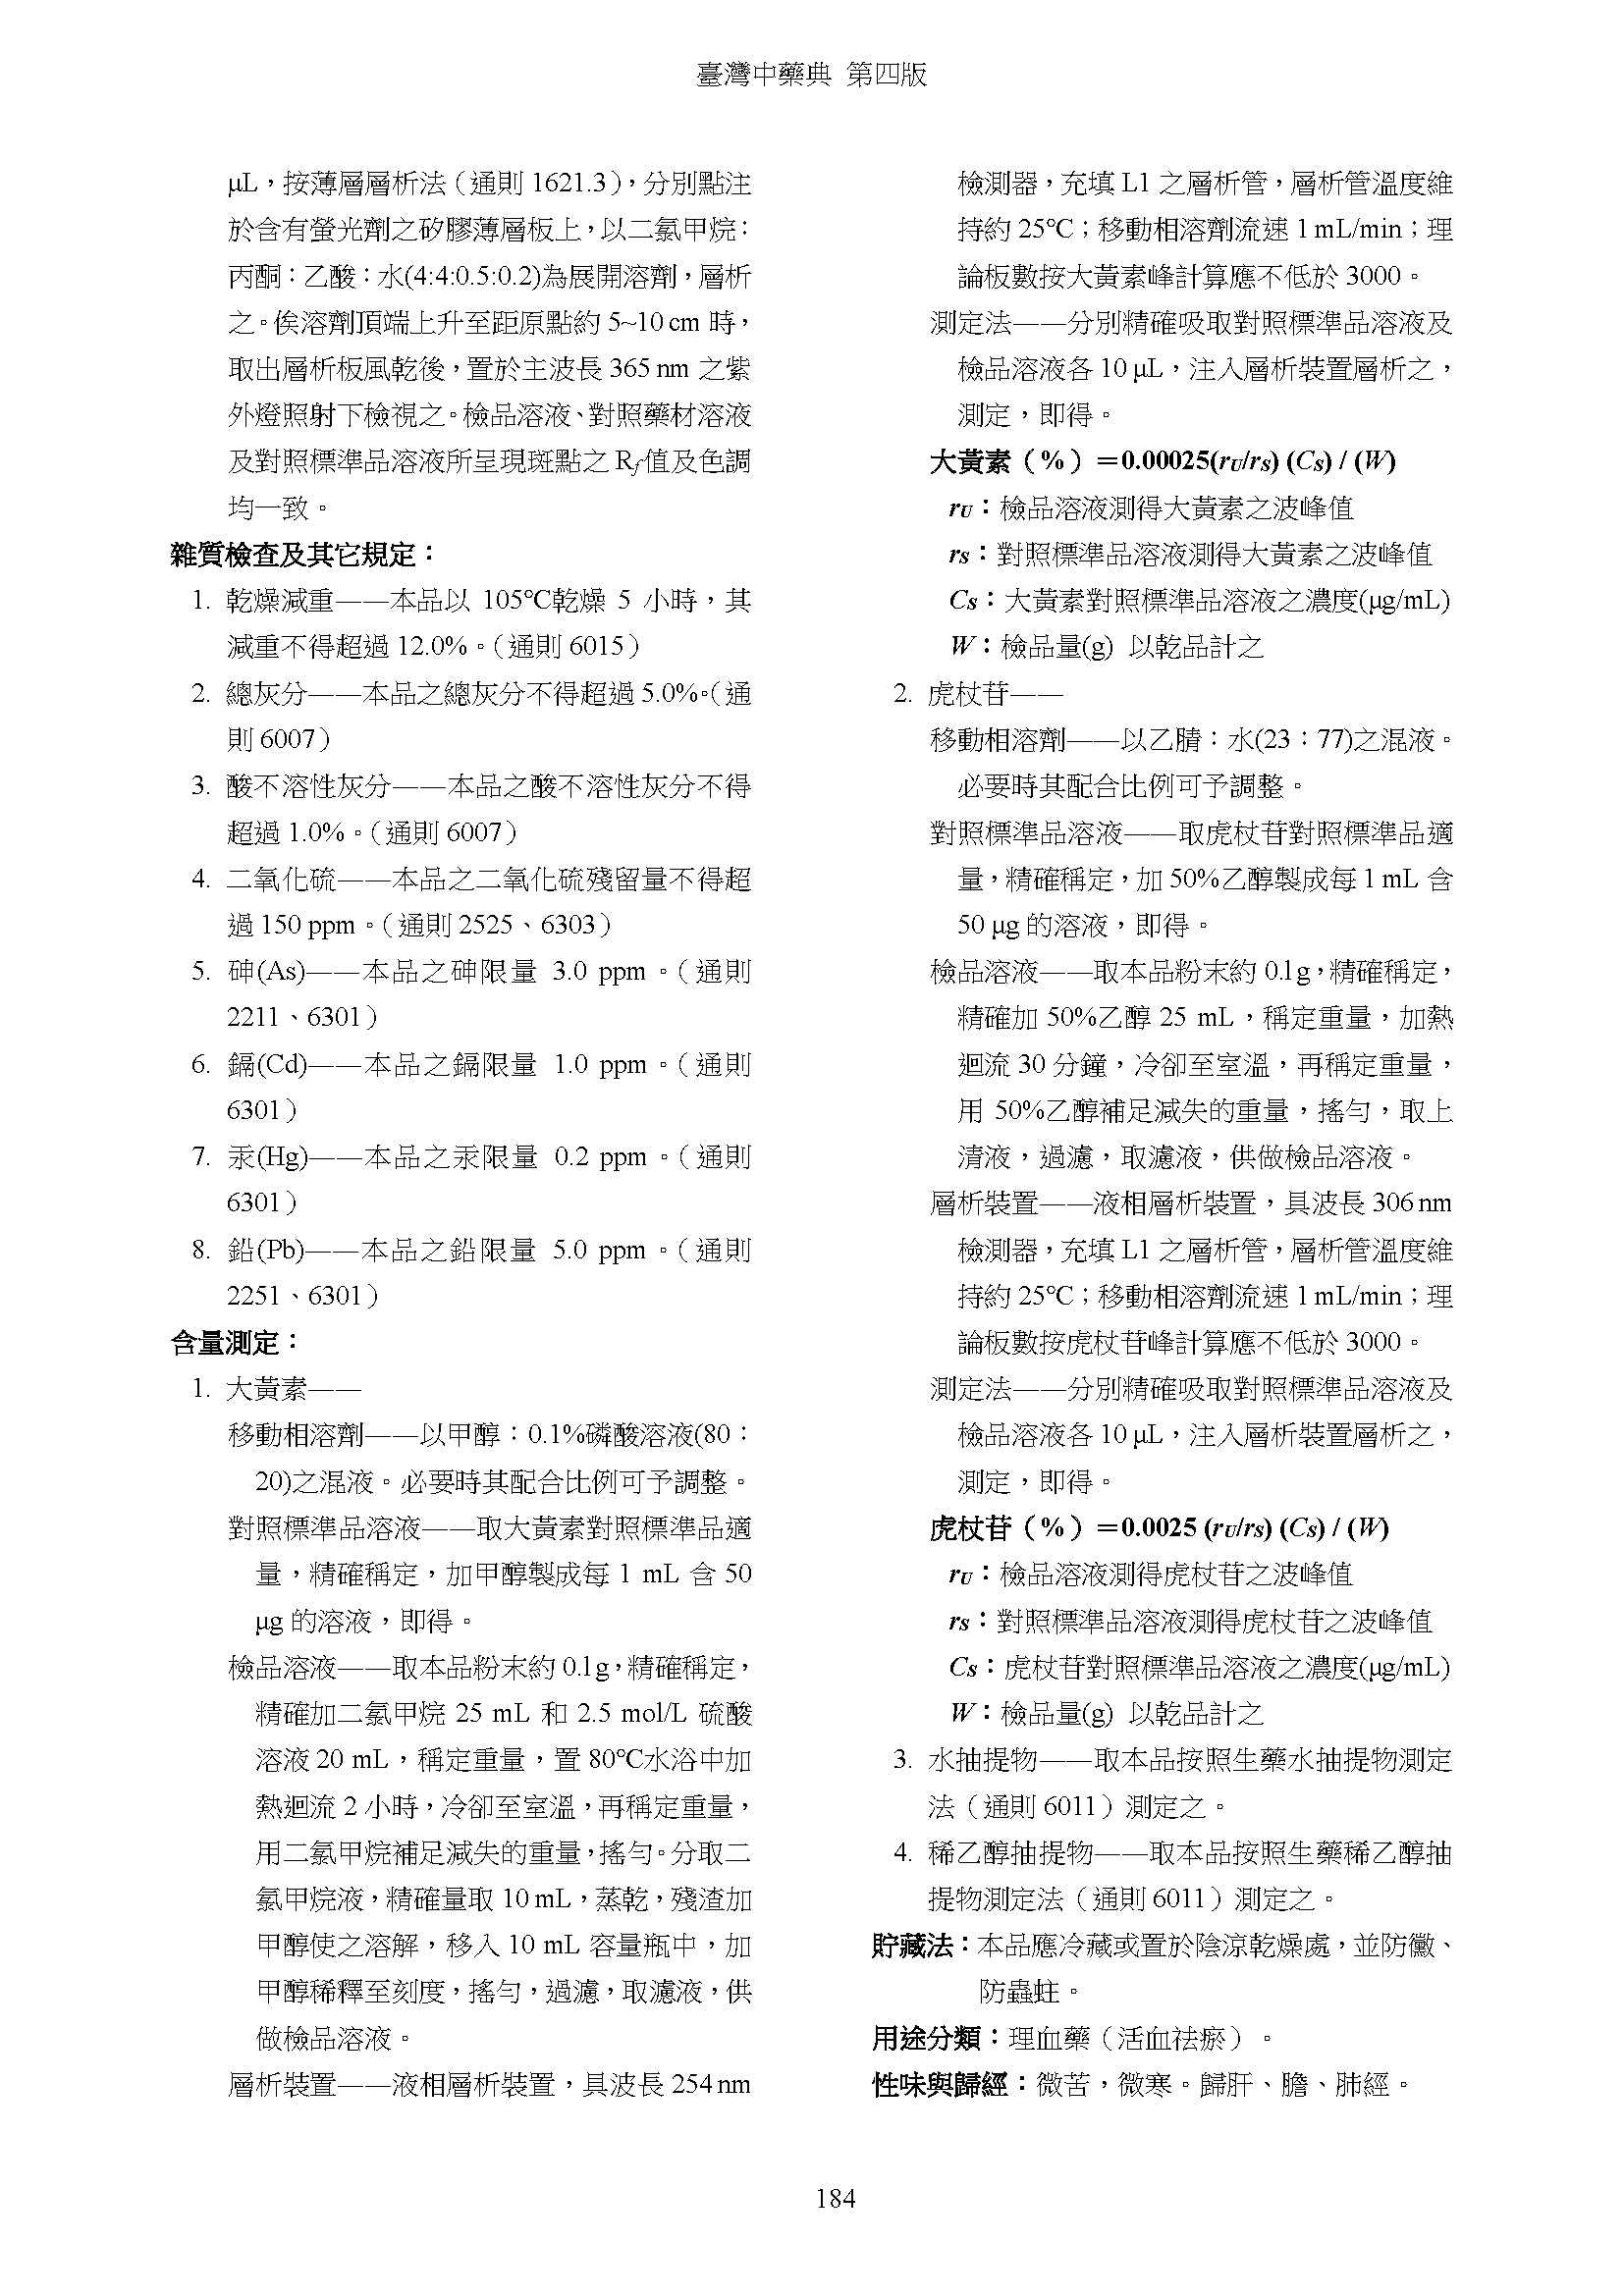 臺灣中藥典 第四版
μL，按薄層層析法（通則 1621.3），分別點注
於含有螢光劑之矽膠薄層板上，以二氯甲烷：
丙酮：乙酸：水(4:4:0.5:0.2)為展開溶劑，層析
之。俟溶劑頂端上升至距原點約 5~10 cm 時，
取出層析板風乾後，置於主波長 365 nm 之紫
外燈照射下檢視之。檢品溶液、對照藥材溶液
及對照標準品溶液所呈現斑點之 Rf值及色調
均一致。
雜質檢查及其它規定：
1. 乾燥減重——本品以 105℃乾燥 5 小時，其
減重不得超過 12.0%。（通則 6015）
2. 總灰分——本品之總灰分不得超過 5.0%。（通
則 6007）
3. 酸不溶性灰分——本品之酸不溶性灰分不得
超過 1.0%。（通則 6007）
4. 二氧化硫——本品之二氧化硫殘留量不得超
過 150 ppm。（通則 2525、6303）
5. 砷(As)——本品之砷限量 3.0 ppm。（通則
2211、6301）
6. 鎘(Cd)——本品之鎘限量 1.0 ppm。（通則
6301）
7. 汞(Hg)——本品之汞限量 0.2 ppm。（通則
6301）
8. 鉛(Pb)——本品之鉛限量 5.0 ppm。（通則
2251、6301）
含量測定：
1. 大黃素——
移動相溶劑——以甲醇：0.1%磷酸溶液(80：
20)之混液。必要時其配合比例可予調整。
對照標準品溶液——取大黃素對照標準品適
量，精確稱定，加甲醇製成每 1 mL 含 50
μg 的溶液，即得。
檢品溶液——取本品粉末約 0.1 g，精確稱定，
精確加二氯甲烷 25 mL 和 2.5 mol/L 硫酸
溶液 20 mL，稱定重量，置 80℃水浴中加
熱迴流 2 小時，冷卻至室溫，再稱定重量，
用二氯甲烷補足減失的重量，搖勻。分取二
氯甲烷液，精確量取 10 mL，蒸乾，殘渣加
甲醇使之溶解，移入 10 mL 容量瓶中，加
甲醇稀釋至刻度，搖勻，過濾，取濾液，供
做檢品溶液。
層析裝置——液相層析裝置，具波長 254 nm
檢測器，充填 L1 之層析管，層析管溫度維
持約 25℃；移動相溶劑流速 1 mL/min；理
論板數按大黃素峰計算應不低於 3000。
測定法——分別精確吸取對照標準品溶液及
檢品溶液各 10 μL，注入層析裝置層析之，
測定，即得。
大黃素（%）＝0.00025(rU/rS) (CS) / (W)
rU：檢品溶液測得大黃素之波峰值
rS：對照標準品溶液測得大黃素之波峰值
CS：大黃素對照標準品溶液之濃度(μg/mL)
W：檢品量(g) 以乾品計之
2. 虎杖苷——
移動相溶劑——以乙腈：水(23：77)之混液。
必要時其配合比例可予調整。
對照標準品溶液——取虎杖苷對照標準品適
量，精確稱定，加 50%乙醇製成每 1 mL 含
50 μg 的溶液，即得。
檢品溶液——取本品粉末約 0.1 g，精確稱定，
精確加 50%乙醇 25 mL，稱定重量，加熱
迴流 30 分鐘，冷卻至室溫，再稱定重量，
用 50%乙醇補足減失的重量，搖勻，取上
清液，過濾，取濾液，供做檢品溶液。
層析裝置——液相層析裝置，具波長 306 nm
檢測器，充填 L1 之層析管，層析管溫度維
持約 25℃；移動相溶劑流速 1 mL/min；理
論板數按虎杖苷峰計算應不低於 3000。
測定法——分別精確吸取對照標準品溶液及
檢品溶液各 10 μL，注入層析裝置層析之，
測定，即得。
虎杖苷（%）＝0.0025 (rU/rS) (CS) / (W)
rU：檢品溶液測得虎杖苷之波峰值
rS：對照標準品溶液測得虎杖苷之波峰值
CS：虎杖苷對照標準品溶液之濃度(μg/mL)
W：檢品量(g) 以乾品計之
3. 水抽提物——取本品按照生藥水抽提物測定
法（通則 6011）測定之。
4. 稀乙醇抽提物——取本品按照生藥稀乙醇抽
提物測定法（通則 6011）測定之。
貯藏法：本品應冷藏或置於陰涼乾燥處，並防黴、
防蟲蛀。
用途分類：理血藥（活血祛瘀）。
性味與歸經：微苦，微寒。歸肝、膽、肺經。
184